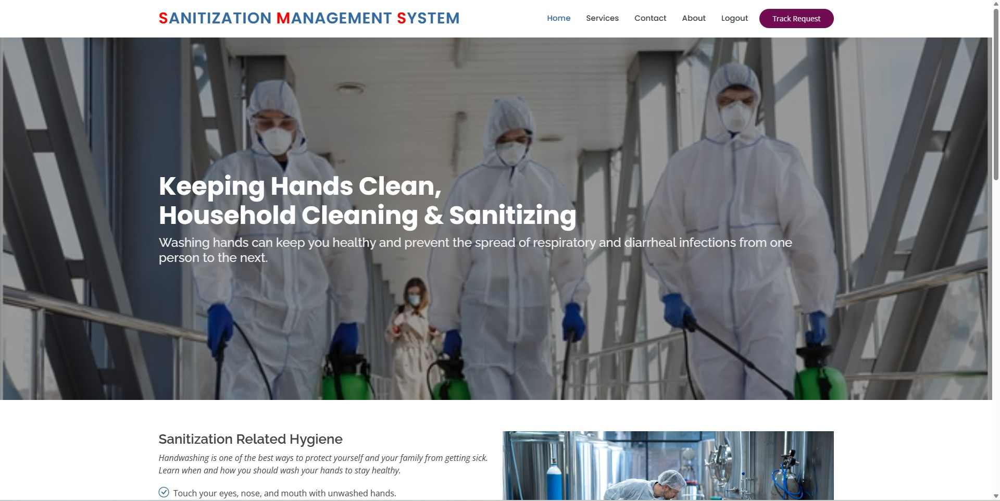 SANITIZATION MANAGEMENT SYSTEM
Home Services Contact About Logout Track Request
Keeping Hands Clean,
Household Cleaning & Sanitizing
Washing hands can keep you healthy and prevent the spread of respiratory and diarrheal infections from one
person to the next.
Sanitization Related Hygiene
Handwashing is one of the best ways to protect yourself and your family from getting sick.
Learn when and how you should wash your hands to stay healthy.
Touch your eyes, nose, and mouth with unwashed hands.